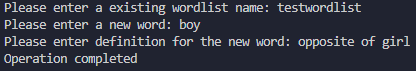 Please enter a existing wordlist name: testwordlist
Please enter a new word: boy
Please enter definition for the new word: opposite of girl
Operation completed